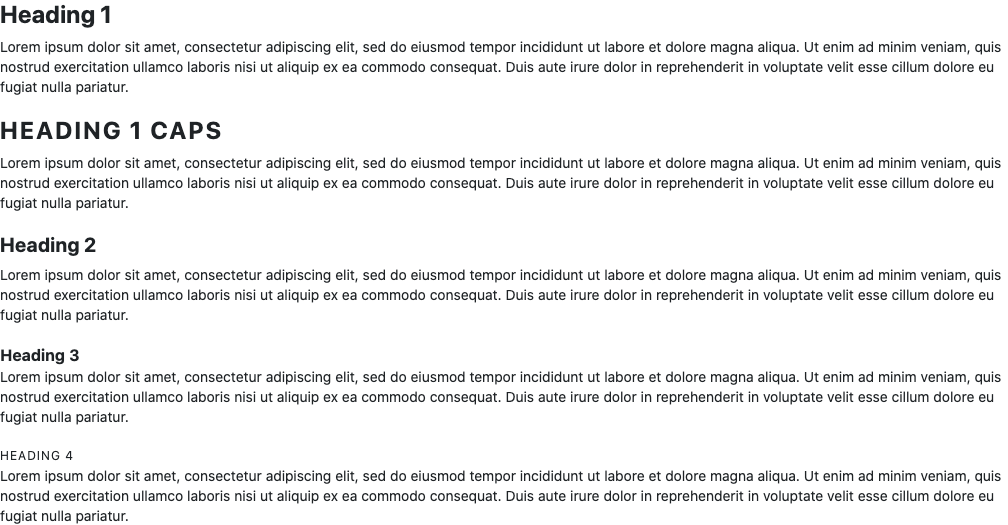 Heading 1
Lorem ipsum dolor sit amet, consectetur adipiscing elit, sed do eiusmod tempor incididunt ut labore et dolore magna aliqua. Ut enim ad minim veniam, quis
nostrud exercitation ullamco laboris nisi ut aliquip ex ea commodo consequat. Duis aute irure dolor in reprehenderit in voluptate velit esse cillum dolore eu
fugiat nulla pariatur.
HEADING 1 CAPS
Lorem ipsum dolor sit amet, consectetur adipiscing elit, sed do eiusmod tempor incididunt ut labore et dolore magna aliqua. Ut enim ad minim veniam, quis
nostrud exercitation ullamco laboris nisi ut aliquip ex ea commodo consequat. Duis aute irure dolor in reprehenderit in voluptate velit esse cillum dolore eu
fugiat nulla pariatur.
Heading 2
Lorem ipsum dolor sit amet, consectetur adipiscing elit, sed do eiusmod tempor incididunt ut labore et dolore magna aliqua. Ut enim ad minim veniam, quis
nostrud exercitation ullamco laboris nisi ut aliquip ex ea commodo consequat. Duis aute irure dolor in reprehenderit in voluptate velit esse cillum dolore eu
fugiat nulla pariatur.
Heading 3
Lorem ipsum dolor sit amet, consectetur adipiscing elit, sed do eiusmod tempor incididunt ut labore et dolore magna aliqua. Ut enim ad minim veniam, quis
nostrud exercitation ullamco laboris nisi ut aliquip ex ea commodo consequat. Duis aute irure dolor in reprehenderit in voluptate velit esse cillum dolore eu
fugiat nulla pariatur.
HEADING 4
Lorem ipsum dolor sit amet, consectetur adipiscing elit, sed do eiusmod tempor incididunt ut labore et dolore magna aliqua. Ut enim ad minim veniam, quis
nostrud exercitation ullamco laboris nisi ut aliquip ex ea commodo consequat. Duis aute irure dolor in reprehenderit in voluptate velit esse cillum dolore eu
fugiat nulla pariatur.